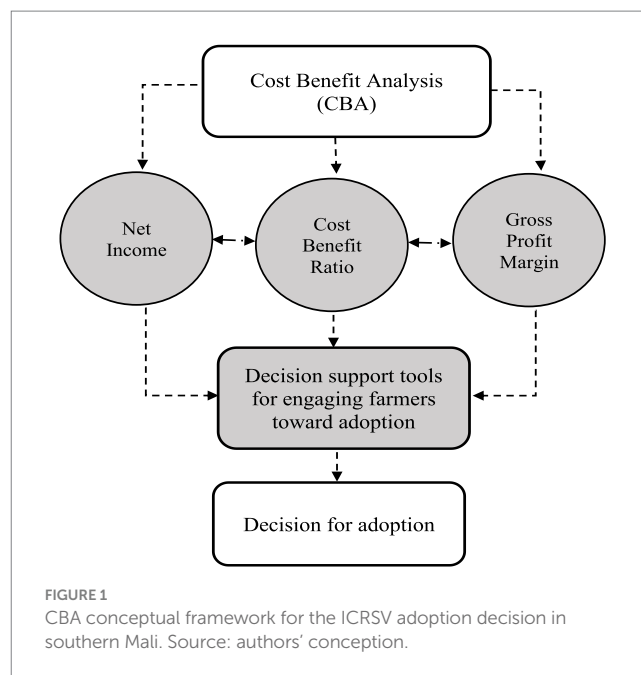 Cost Benefit Analysis
(CBA)
Net
Income
Cost
Benefit
Ratio
Gross
Profit
Margin
Decision support tools
for engaging farmers
toward adoption
Decision for adoption
FIGURE 1
CBA conceptual framework for the ICRSV adoption decision in
southern Mali. Source: authors’ conception.